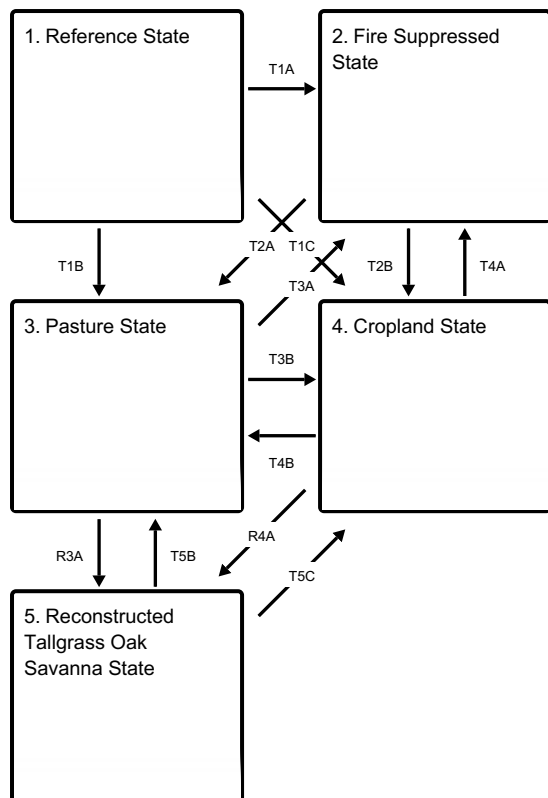 1. Reference State
2. Fire Suppressed
State
T1A
T2A
T1C
T1B
T3A
T2B
T4A
3. Pasture State
4. Cropland State
T3B
T4B
R3A
T5B
R4A
T5C
5. Reconstructed
Tallgrass Oak
Savanna State